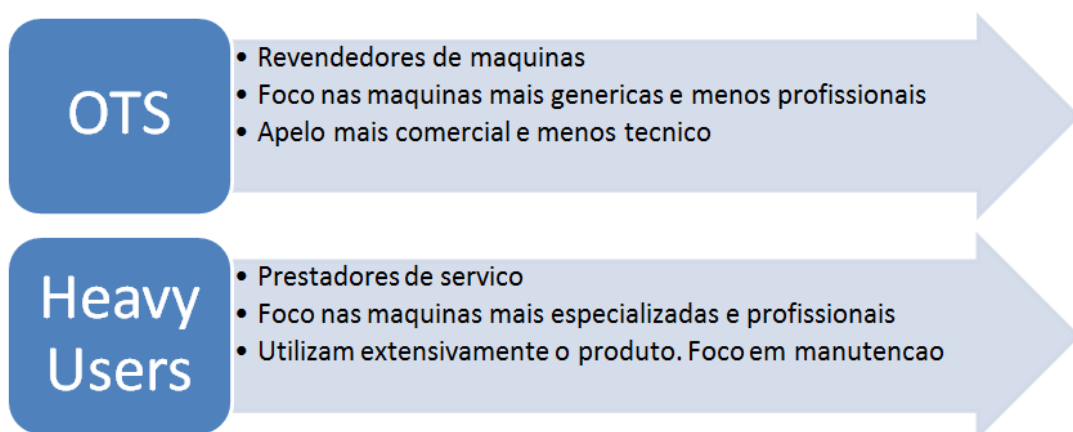 OTS
• Revendedores de maquinas
• Foco nas maquinas mais genericas e menos profissionais
• Apelo mais comercial e menos tecnico
Heavy
Users
• Prestadores de servico
• Foco nas maquinas mais especializadas e profissionais
• Utilizam extensivamente o produto. Foco em manutencao